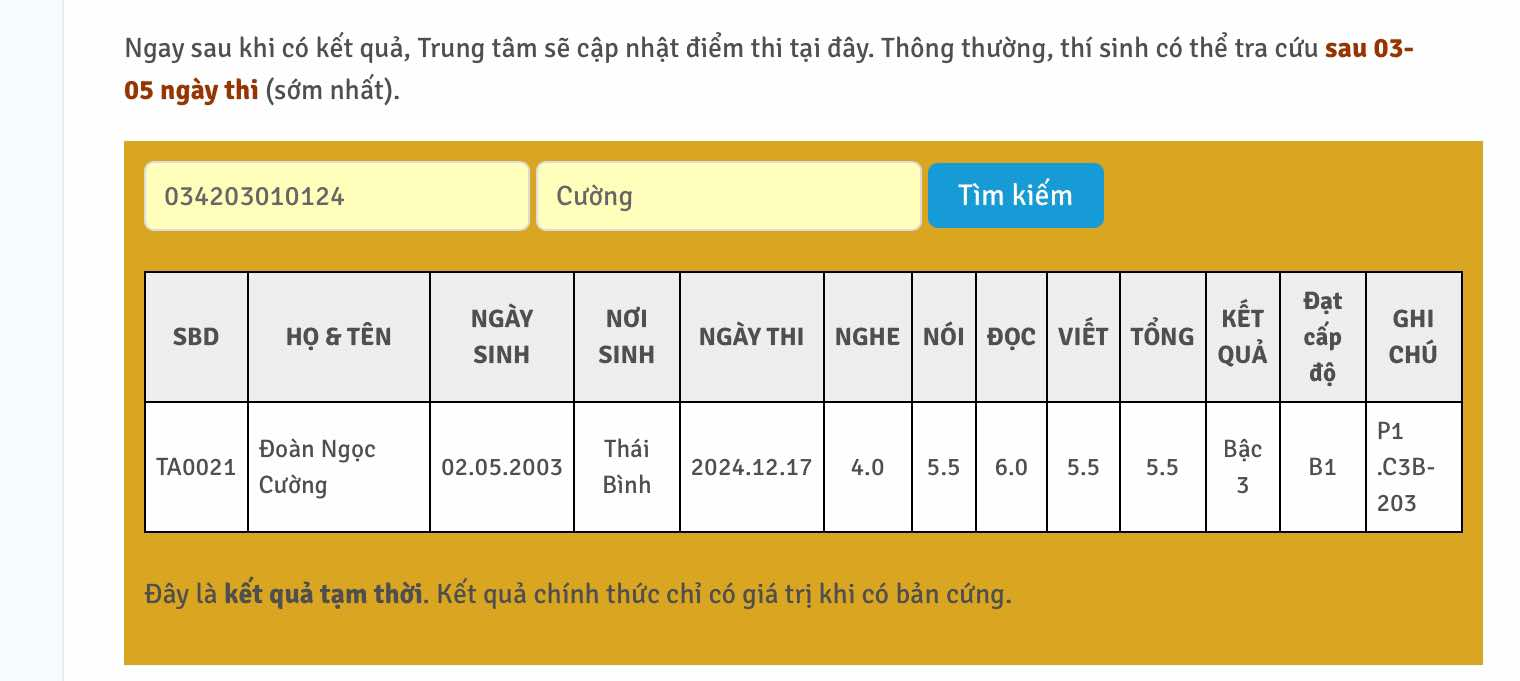 Ngay sau khi có kết quả, Trung tâm sẽ cập nhật điểm thi tại đây. Thông thường, thí sinh có thể tra cứu sau 03-
05 ngày thi (sớm nhất).
034203010124 Cường Tìm kiếm
SBD HỌ & TÊN NGÀY SINH NƠI SINH NGÀY THI NGHE NÓI ĐỌC VIẾT TỔNG KẾT QUẢ Đạt cấp độ GHI CHÚ
TA0021 Đoàn Ngọc Cường 02.05.2003 Thái Bình 2024.12.17 4.0 5.5 6.0 5.5 5.5 Bậc 3 B1 P1 .C3B-203
Đây là kết quả tạm thời. Kết quả chính thức chỉ có giá trị khi có bản cứng.